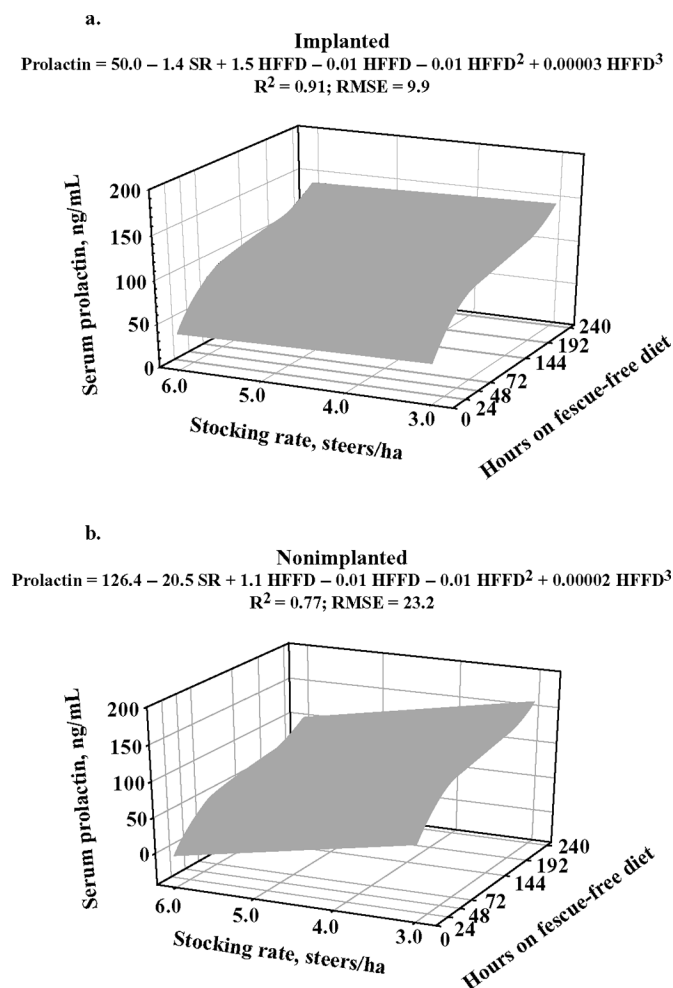 a.
Implanted
Prolactin = 50.0 – 1.4 SR + 1.5 HFFD – 0.01 HFFD – 0.01 HFFD² + 0.00003 HFFD³
R² = 0.91; RMSE = 9.9
200
150
100
50
0
Serum prolactin, ng/mL
6.0
5.0
4.0
3.0
Stocking rate, steers/ha
0
24
48
72
144
192
240
Hours on fescue-free diet
b.
Nonimplanted
Prolactin = 126.4 – 20.5 SR + 1.1 HFFD – 0.01 HFFD – 0.01 HFFD² + 0.00002 HFFD³
R² = 0.77; RMSE = 23.2
200
150
100
50
0
Serum prolactin, ng/mL
6.0
5.0
4.0
3.0
Stocking rate, steers/ha
0
24
48
72
144
192
240
Hours on fescue-free diet